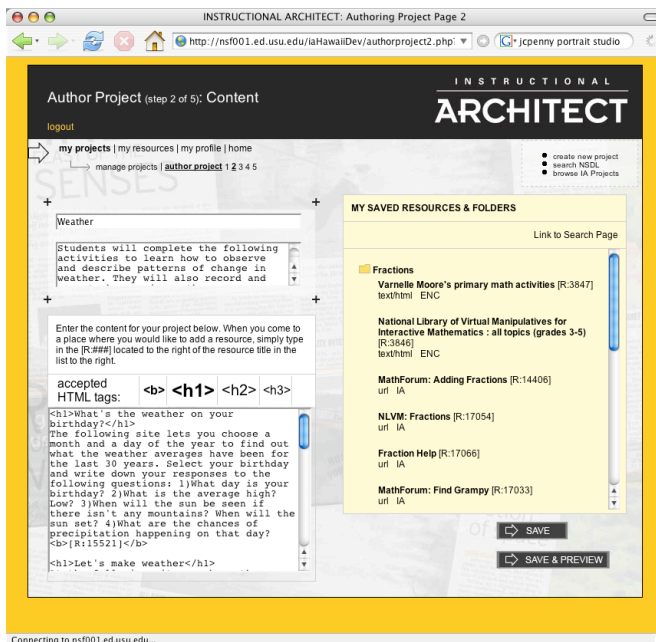 INSTRUCTIONAL ARCHITECT: Authoring Project Page 2
http://nsf001.ed.usu.edu/iaHawaiiDev/authorproject2.php?
jcpenny portrait studio
Author Project (step 2 of 5): Content
INSTRUCTIONAL
ARCHITECT
logout
my projects | my resources | my profile | home
manage projects | author project 1 2 3 4 5
create new project
search NSDL
browse IA Projects
SENSES
Weather
Students will complete the following
activities to learn how to observe
and describe patterns of change in
weather. They will also record and
Enter the content for your project below. When you come to
a place where you would like to add a resource, simply type
in the [R:###] located to the right of the resource title in the
list to the right.
accepted
HTML tags:
<b> <h1> <h2> <h3>
<h1>What's the weather on your
birthday?</h1>
The following site lets you choose a
month and a day of the year to find out
what the weather averages have been for
the last 30 years. Select your birthday
and write down your responses to the
following questions: 1)What day is your
birthday? 2)What is the average high?
Low? 3)When will the sun be seen if
there isn't any mountains? When will the
sun set? 4)What are the chances of
precipitation happening on that day?
<b>[R:15521]</b>
<h1>Let's make weather</h1>
MY SAVED RESOURCES & FOLDERS
Link to Search Page
Fractions
Varnelle Moore's primary math activities [R:3847]
text/html ENC
National Library of Virtual Manipulatives for
Interactive Mathematics : all topics (grades 3-5)
[R:3846]
text/html ENC
MathForum: Adding Fractions [R:14406]
url IA
NLVM: Fractions [R:17054]
url IA
Fraction Help [R:17066]
url IA
MathForum: Find Grampy [R:17033]
url IA
SAVE
SAVE & PREVIEW
Connecting to nsf001.ed.usu.edu...